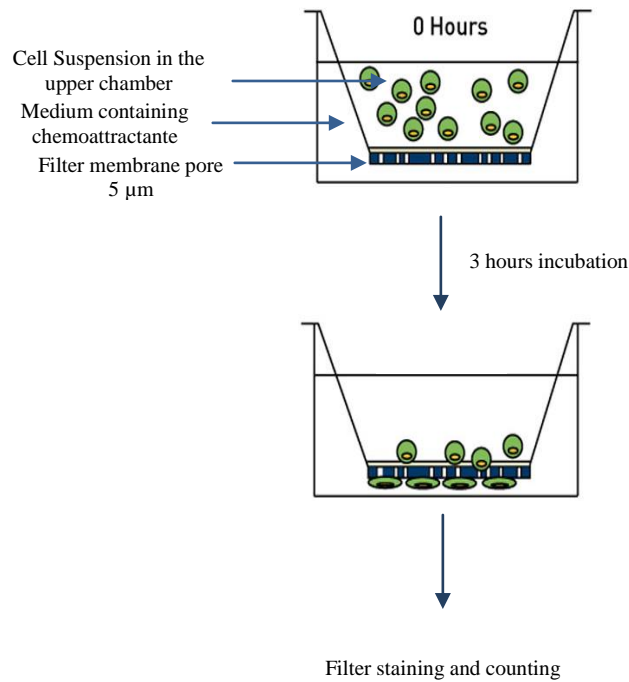 0 Hours
Cell Suspension in the
upper chamber
Medium containing
chemoattractante
Filter membrane pore
5 µm
3 hours incubation
Filter staining and counting